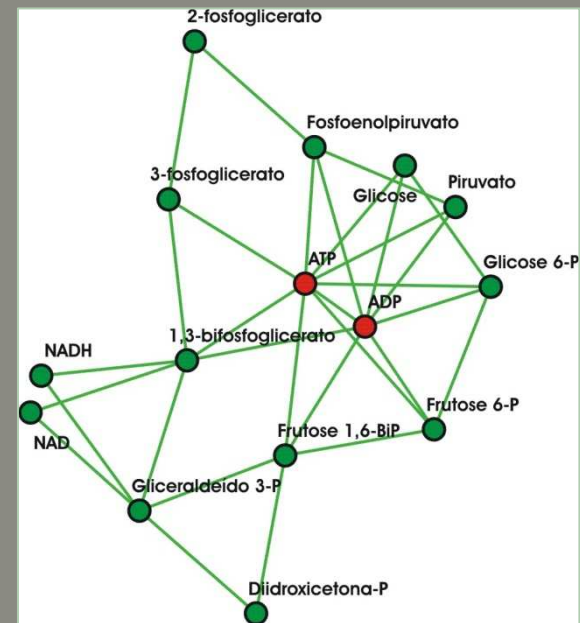 2-fosfoglicerato
Fosfoenolpiruvato
3-fosfoglicerato
Glicose
Piruvato
ATP
Glicose 6-P
ADP
1,3-bifosfoglicerato
NADH
NAD
Frutose 6-P
Frutose 1,6-BiP
Gliceraldeido 3-P
Diidroxicetona-P